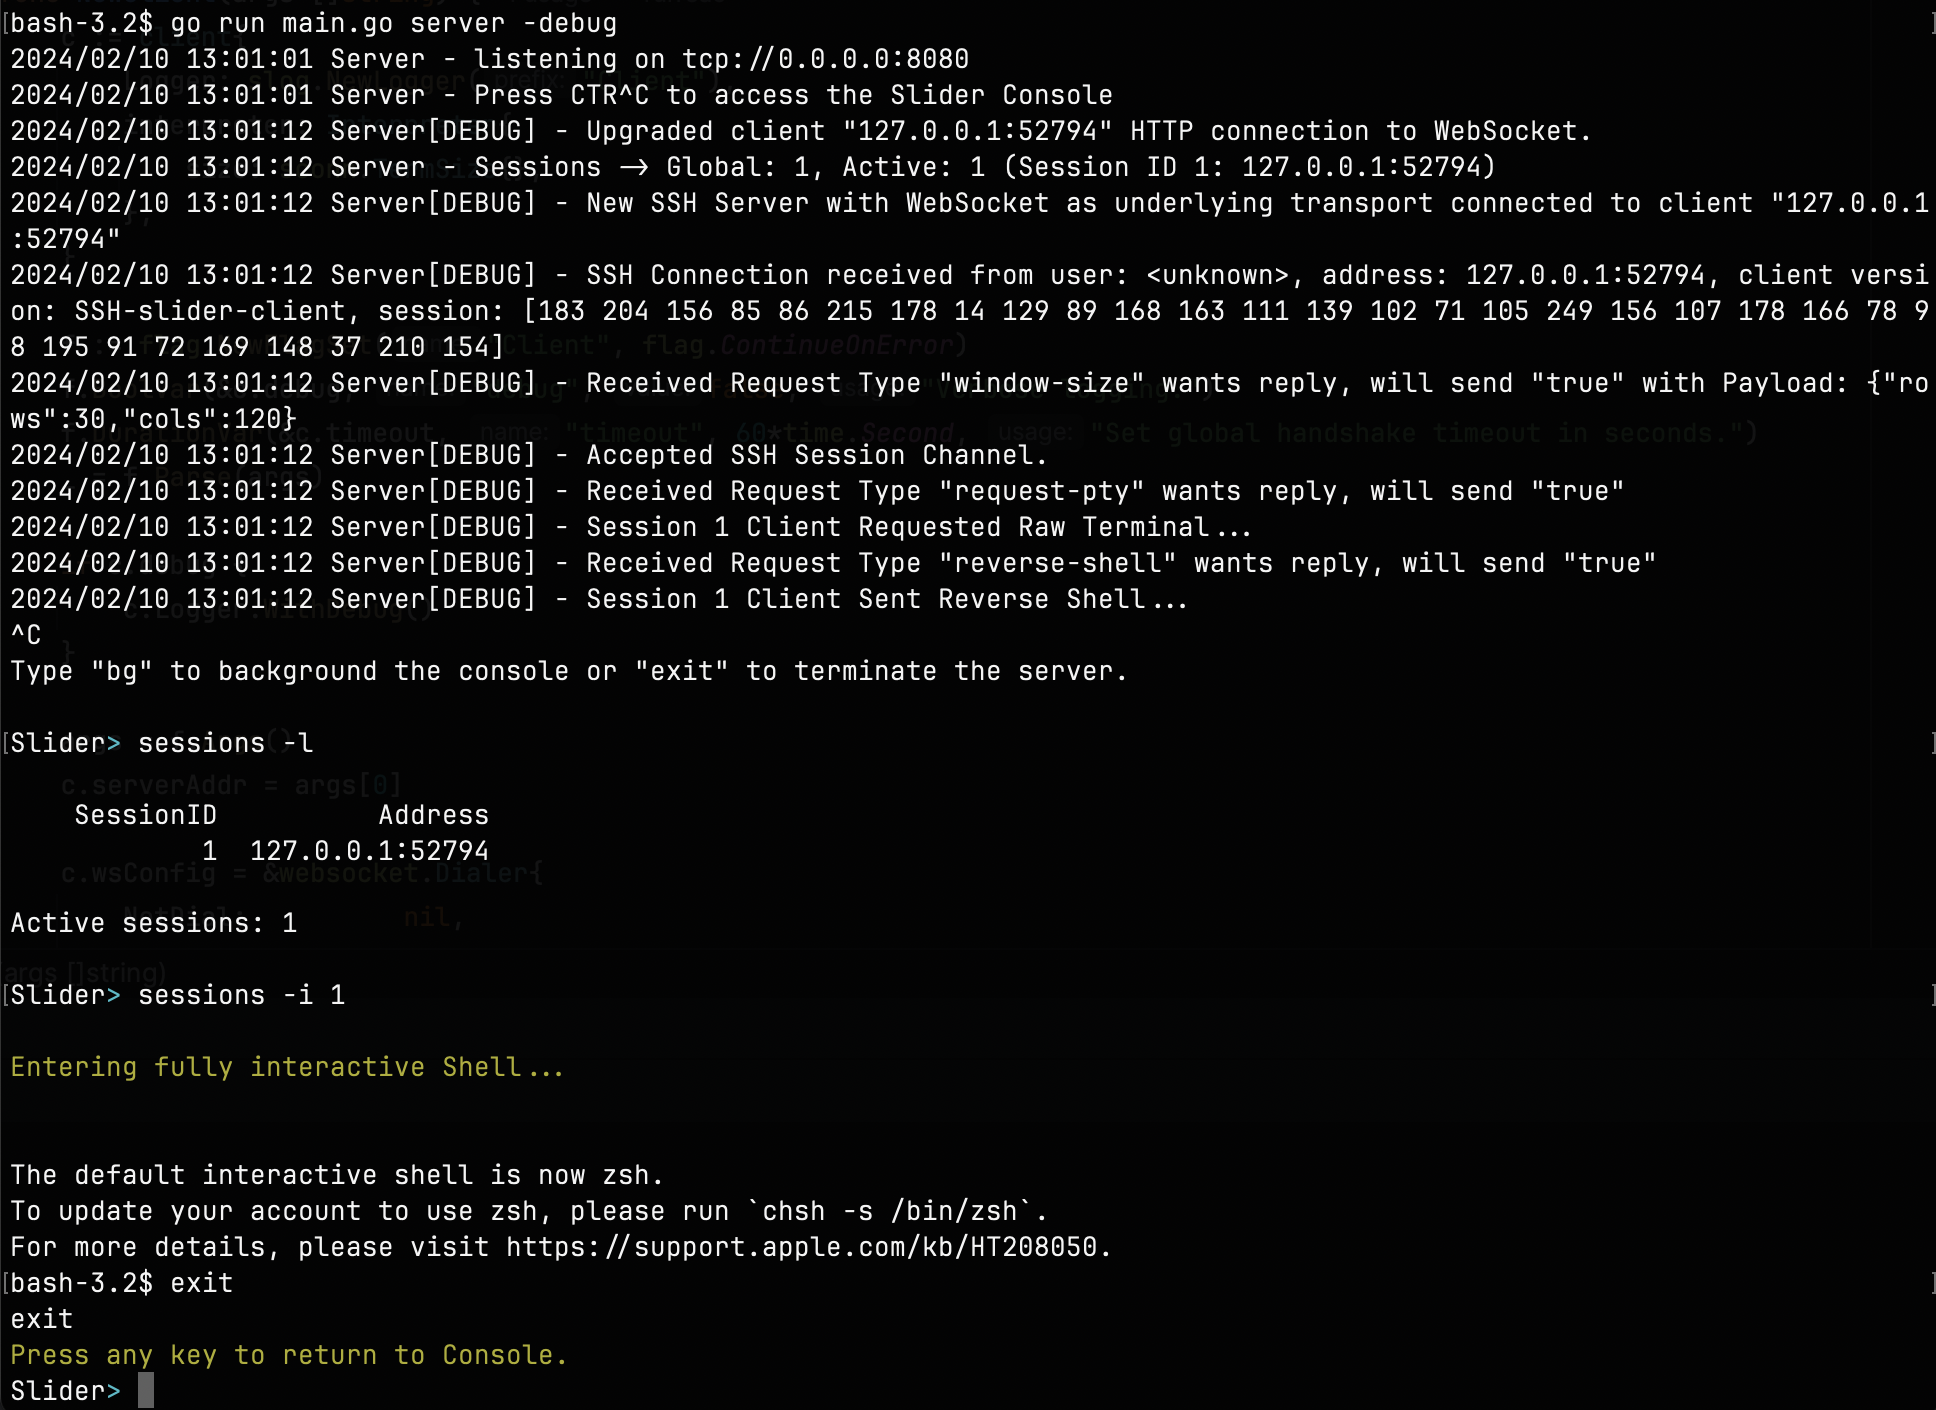 bash-3.2$ go run main.go server -debug
2024/02/10 13:01:01 Server - listening on tcp://0.0.0.0:8080
2024/02/10 13:01:01 Server - Press CTR^C to access the Slider Console
2024/02/10 13:01:12 Server[DEBUG] - Upgraded client "127.0.0.1:52794" HTTP connection to WebSocket.
2024/02/10 13:01:12 Server - Sessions -> Global: 1, Active: 1 (Session ID 1: 127.0.0.1:52794)
2024/02/10 13:01:12 Server[DEBUG] - New SSH Server with WebSocket as underlying transport connected to client "127.0.0.1
:52794"
2024/02/10 13:01:12 Server[DEBUG] - SSH Connection received from user: <unknown>, address: 127.0.0.1:52794, client versi
on: SSH-slider-client, session: [183 204 156 85 86 215 178 14 129 89 168 163 111 139 102 71 105 249 156 107 178 166 78 9
8 195 91 72 169 148 37 210 154]
2024/02/10 13:01:12 Server[DEBUG] - Received Request Type "window-size" wants reply, will send "true" with Payload: {"ro
ws":30,"cols":120}
2024/02/10 13:01:12 Server[DEBUG] - Accepted SSH Session Channel.
2024/02/10 13:01:12 Server[DEBUG] - Received Request Type "request-pty" wants reply, will send "true"
2024/02/10 13:01:12 Server[DEBUG] - Session 1 Client Requested Raw Terminal...
2024/02/10 13:01:12 Server[DEBUG] - Received Request Type "reverse-shell" wants reply, will send "true"
2024/02/10 13:01:12 Server[DEBUG] - Session 1 Client Sent Reverse Shell...
^C
Type "bg" to background the console or "exit" to terminate the server.
Slider> sessions -l
c.serverAddr = args[0]
SessionID Address
1 127.0.0.1:52794
c.wsConfig = &websocket.Dialer{
Active sessions: 1
nil,
args []string)
Slider> sessions -i 1
Entering fully interactive Shell...
The default interactive shell is now zsh.
To update your account to use zsh, please run `chsh -s /bin/zsh`.
For more details, please visit https://support.apple.com/kb/HT208050.
bash-3.2$ exit
exit
Press any key to return to Console.
Slider>